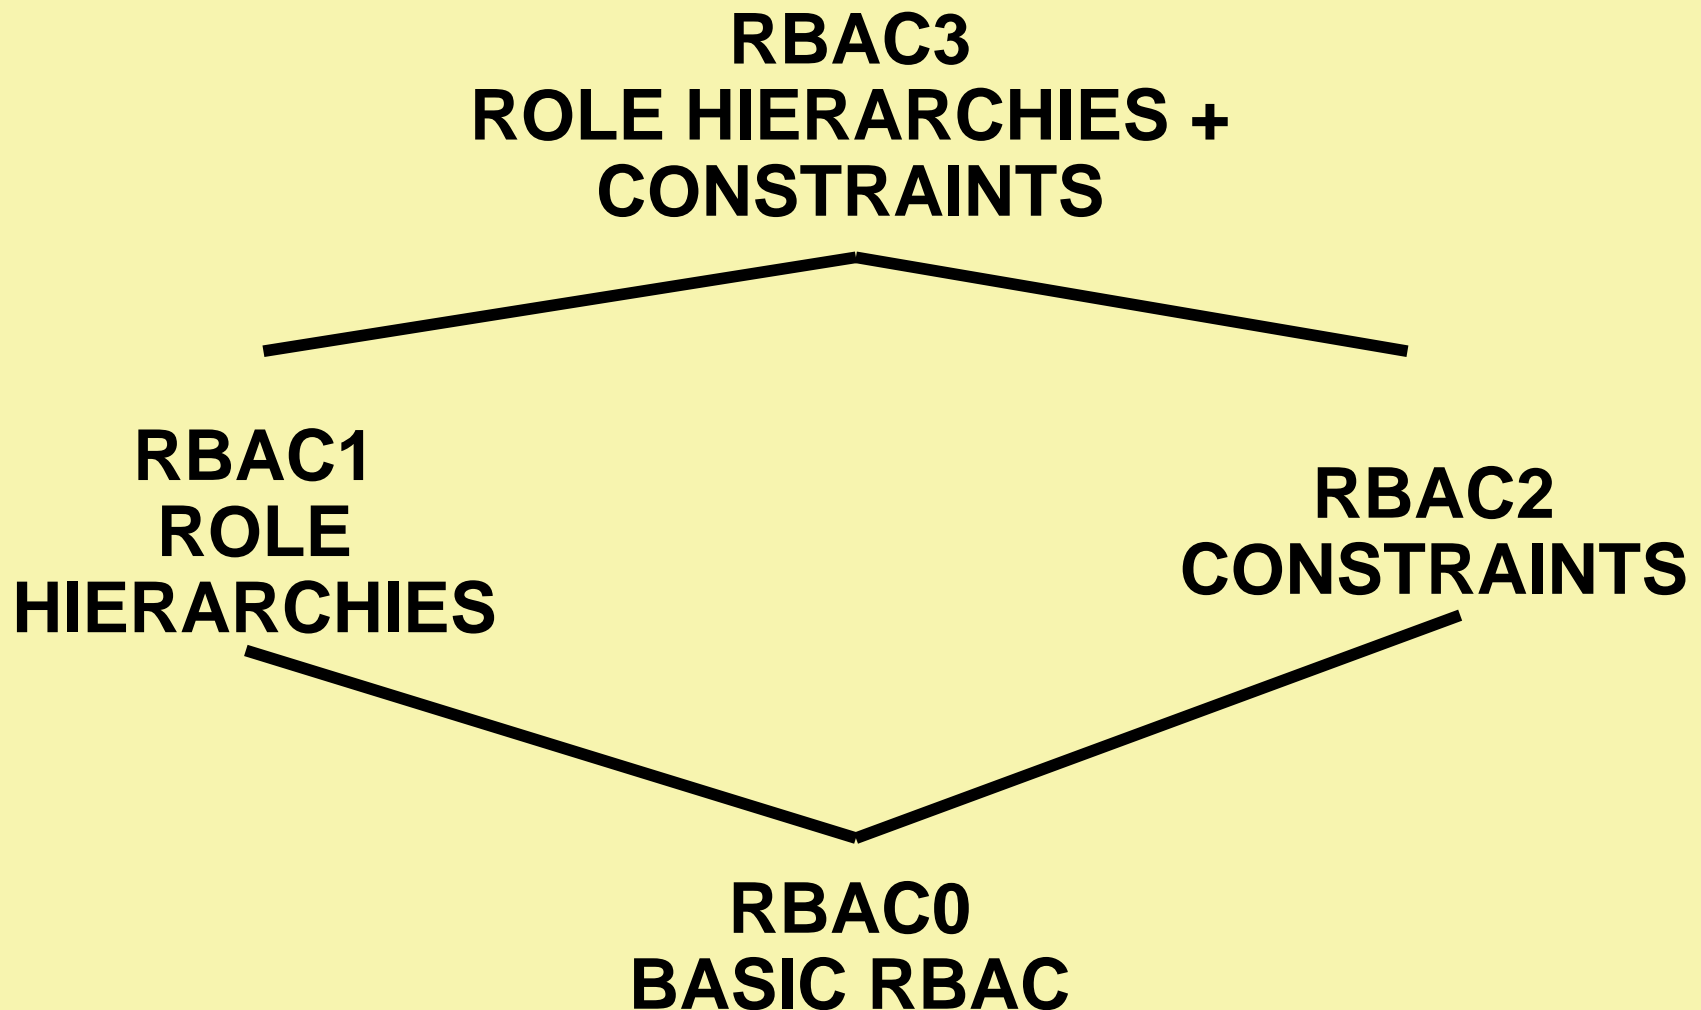 RBAC3
ROLE HIERARCHIES +
CONSTRAINTS
RBAC1
ROLE
HIERARCHIES
RBAC2
CONSTRAINTS
RBAC0
BASIC RBAC